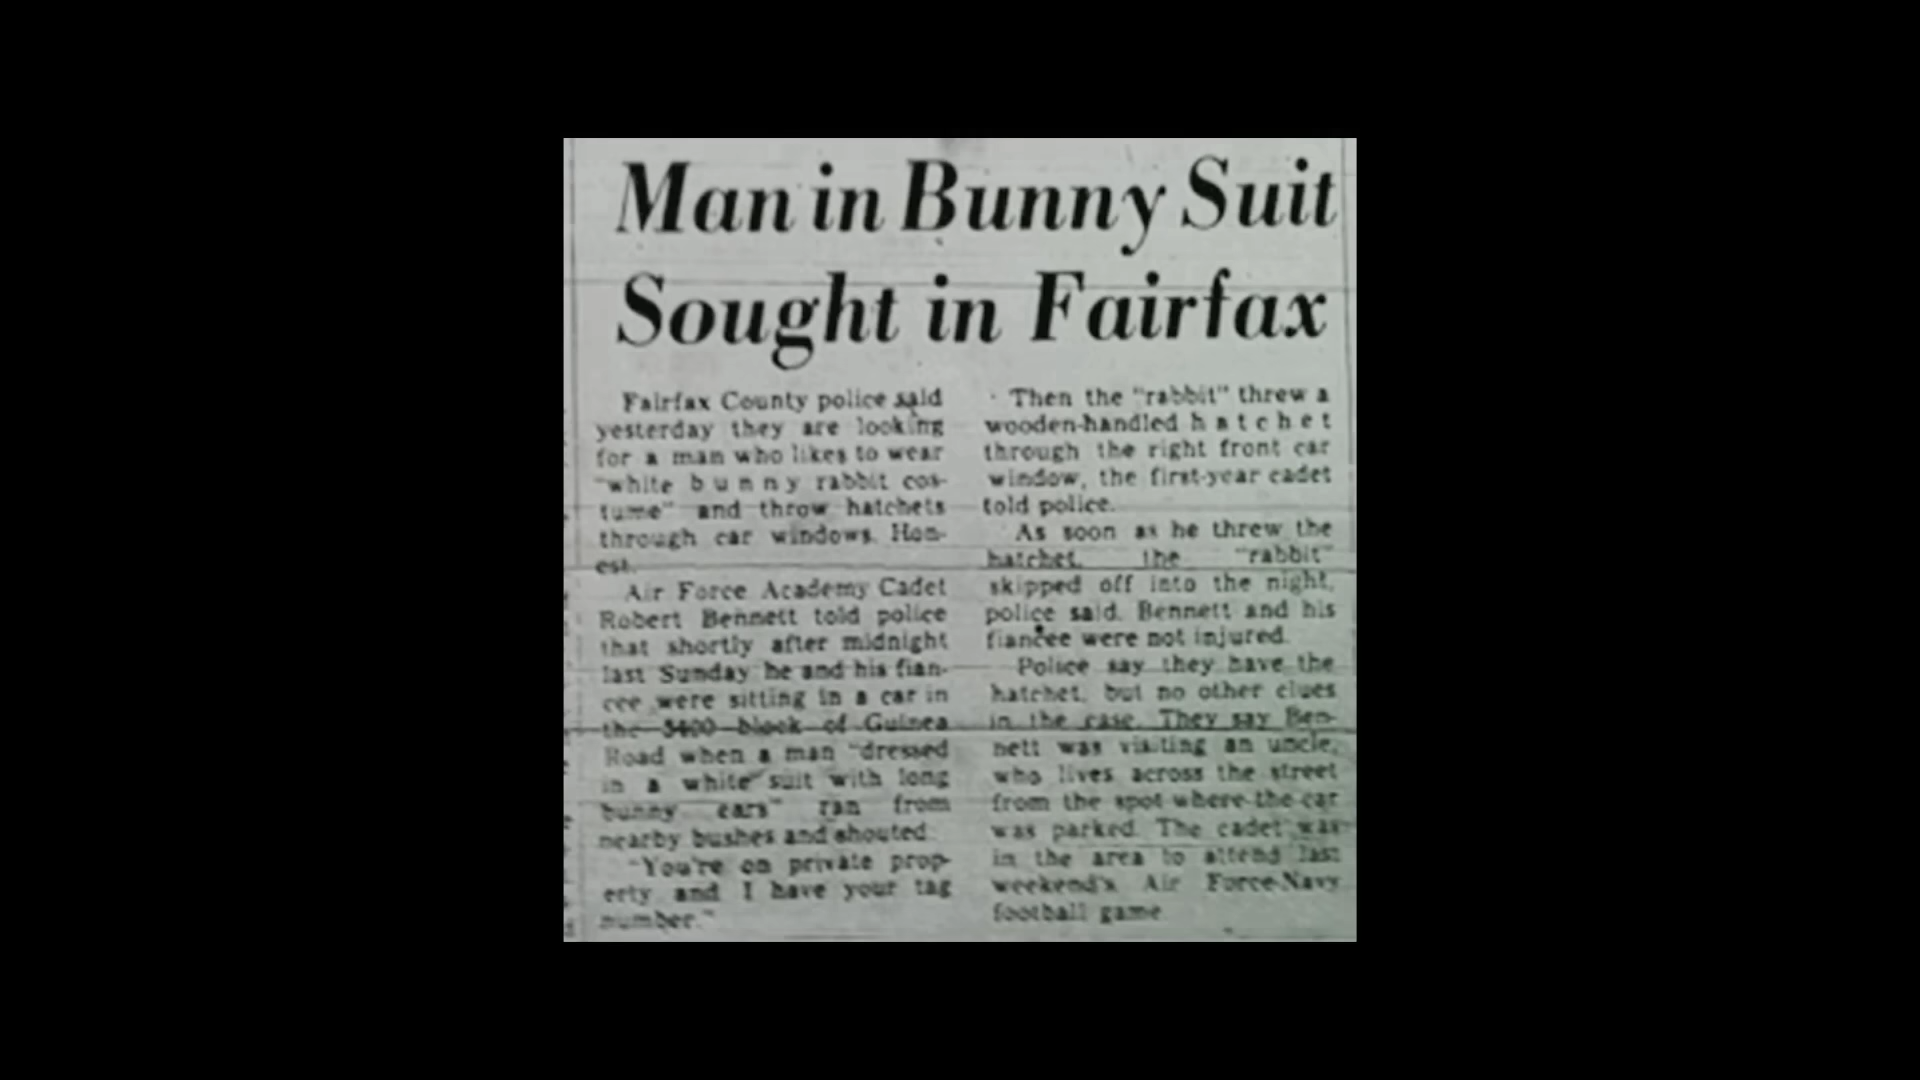 Man in Bunny Suit
Sought in Fairfax
Fairfax County police said
yesterday they are looking
for a man who likes to wear
"white bunny rabbit cos-
tume" and throw hatchets
through car windows. Hon-
est.
Air Force Academy Cadet
Robert Bennett told police
that shortly after midnight
last Sunday he and his fian-
cee were sitting in a car in
the 5400 block of Guinea
Road when a man "dressed
in a white suit with long
bunny ears" ran from
nearby bushes and shouted:
"You're on private prop-
erty and I have your tag
number."
Then the "rabbit" threw a
wooden-handled hatchet
through the right front car
window, the first-year cadet
told police.
As soon as he threw the
hatchet, the "rabbit"
skipped off into the night,
police said. Bennett and his
fiancee were not injured.
Police say they have the
hatchet, but no other clues
in the case. They say Ben-
nett was visiting an uncle,
who lives across the street
from the spot where the car
was parked. The cadet was
in the area to attend last
weekend's Air Force-Navy
football game.